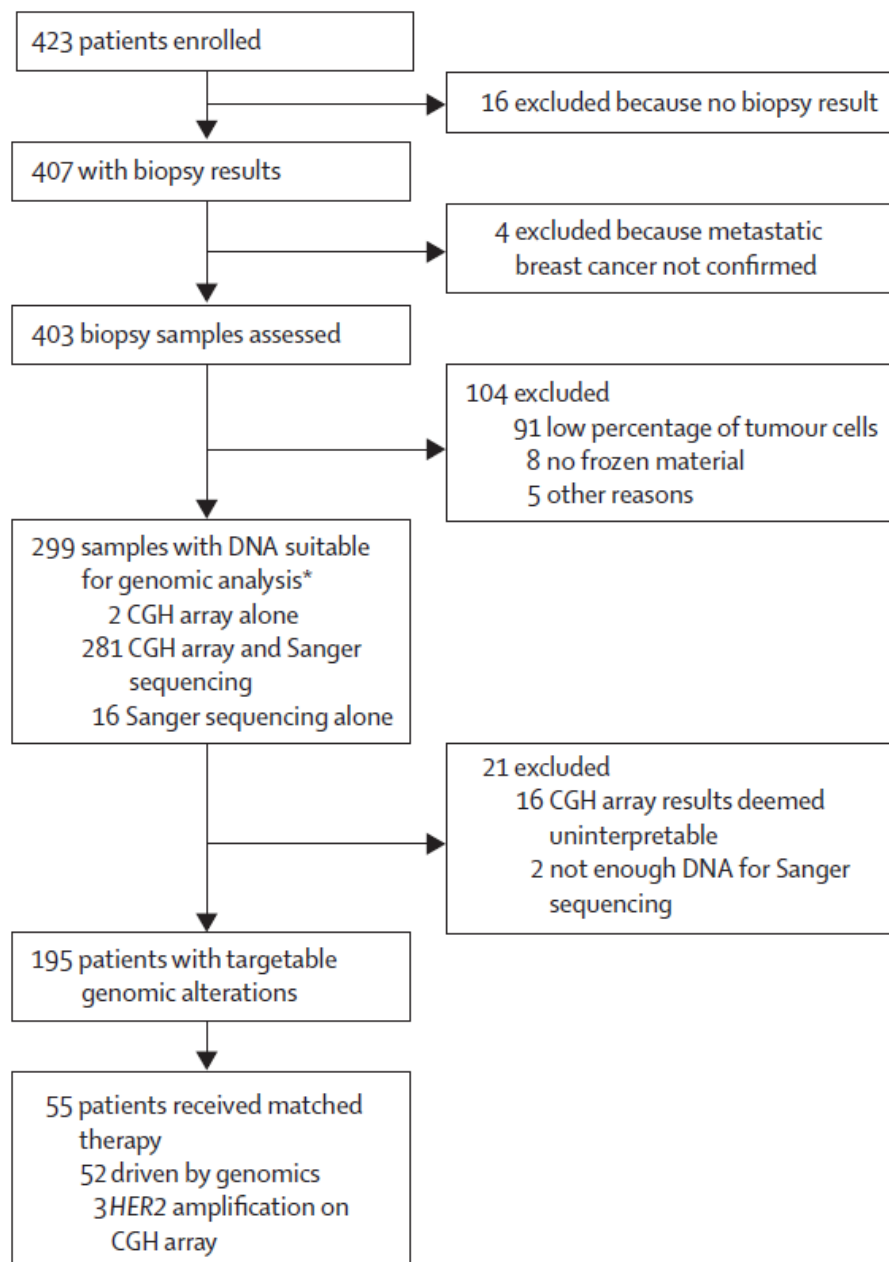 423 patients enrolled
16 excluded because no biopsy result
407 with biopsy results
4 excluded because metastatic
breast cancer not confirmed
403 biopsy samples assessed
104 excluded
91 low percentage of tumour cells
8 no frozen material
5 other reasons
299 samples with DNA suitable
for genomic analysis*
2 CGH array alone
281 CGH array and Sanger
sequencing
16 Sanger sequencing alone
21 excluded
16 CGH array results deemed
uninterpretable
2 not enough DNA for Sanger
sequencing
195 patients with targetable
genomic alterations
55 patients received matched
therapy
52 driven by genomics
3 HER2 amplification on
CGH array